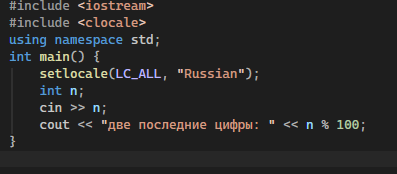 #include <iostream>
#include <clocale>
using namespace std;
int main() {
    setlocale(LC_ALL, "Russian");
    int n;
    cin >> n;
    cout << "две последние цифры: " << n % 100;
}